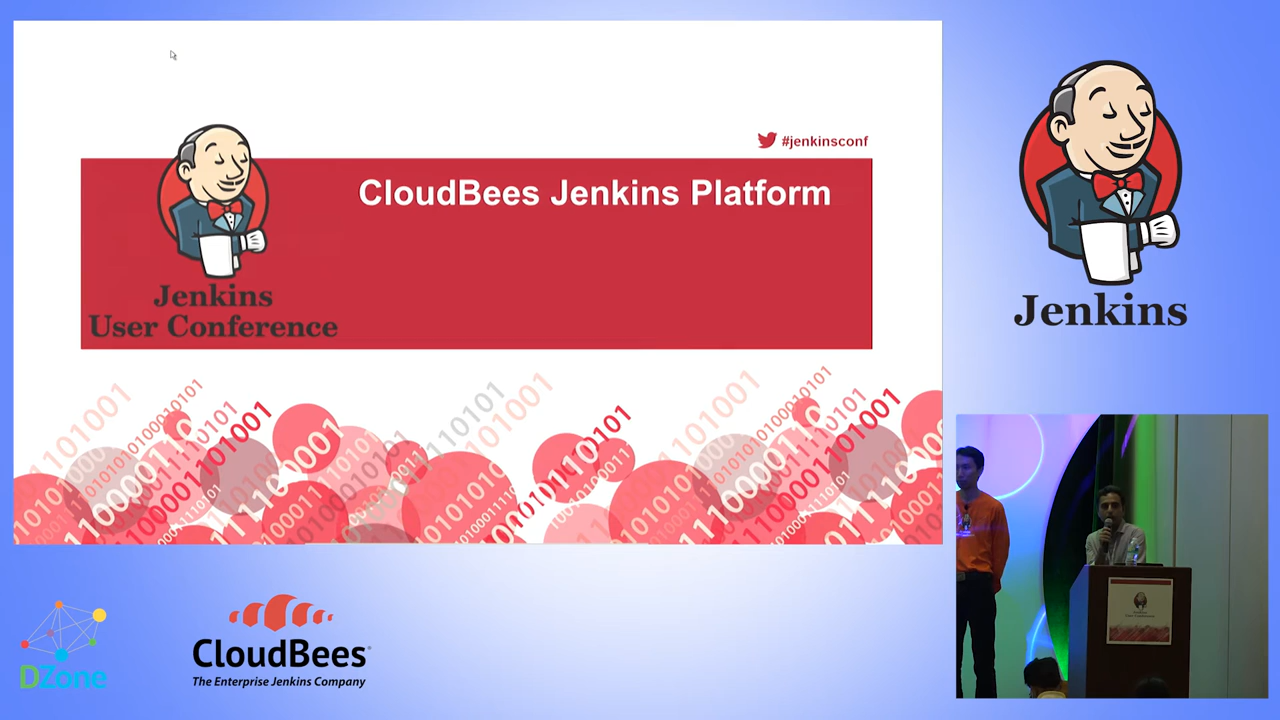 #jenkinsconf
CloudBees Jenkins Platform
Jenkins
User Conference
Jenkins
DZone
CloudBees
The Enterprise Jenkins Company